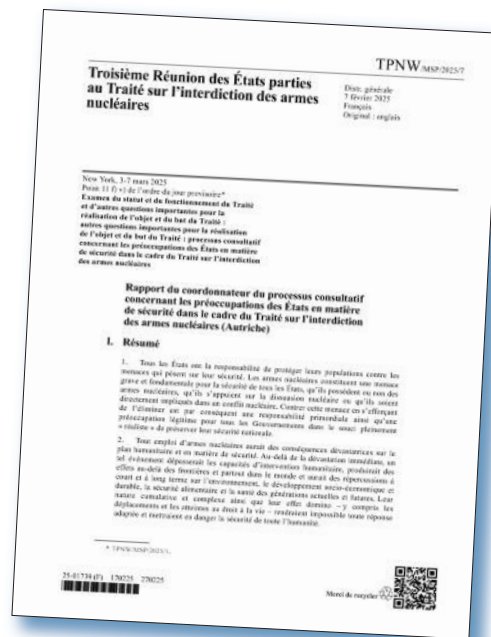 TPNW/MSP/2025/7
Troisième Réunion des États parties
au Traité sur l'interdiction des armes
nucléaires
Distr. générale
7 février 2025
Français
Original : anglais
New York, 3-7 mars 2025
Point 11 f) v) de l'ordre du jour provisoire*
Examen du statut et du fonctionnement du Traité
et d'autres questions importantes pour la
réalisation de l'objet et du but du Traité :
autres questions importantes pour la réalisation
de l'objet et du but du Traité : processus consultatif
concernant les préoccupations des États en matière
de sécurité dans le cadre du Traité sur l'interdiction
des armes nucléaires
Rapport du coordonnateur du processus consultatif
concernant les préoccupations des États en matière
de sécurité dans le cadre du Traité sur l'interdiction
des armes nucléaires (Autriche)
I. Résumé
1. Tous les États ont la responsabilité de protéger leurs populations contre les
menaces qui pèsent sur leur sécurité. Les armes nucléaires constituent une menace
grave et fondamentale pour la sécurité de tous les États, qu'ils possèdent ou non des
armes nucléaires, qu'ils s'appuient sur la dissuasion nucléaire ou qu'ils soient
directement impliqués dans un conflit nucléaire. Contrer cette menace en s'efforçant
de l'éliminer est par conséquent une responsabilité primordiale ainsi qu'une
préoccupation légitime pour tous les Gouvernements dans le souci pleinement
« réaliste » de préserver leur sécurité nationale.
2. Tout emploi d'armes nucléaires aurait des conséquences dévastatrices sur le
plan humanitaire et en matière de sécurité. Au-delà de la dévastation immédiate, un
tel événement dépasserait les capacités d'intervention humanitaire, produirait des
effets au-delà des frontières et partout dans le monde et aurait des répercussions à
court et à long terme sur l'environnement, le développement socio-économique et
durable, la sécurité alimentaire et la santé des générations actuelles et futures. Leur
nature cumulative et complexe ainsi que leur effet domino – y compris les
déplacements et les atteintes au droit à la vie – rendraient impossible toute réponse
adaptée et mettraient en danger la sécurité de toute l'humanité.
* TPNW/MSP/2025/1.
25-01739 (F) 170225 270225
Merci de recycler